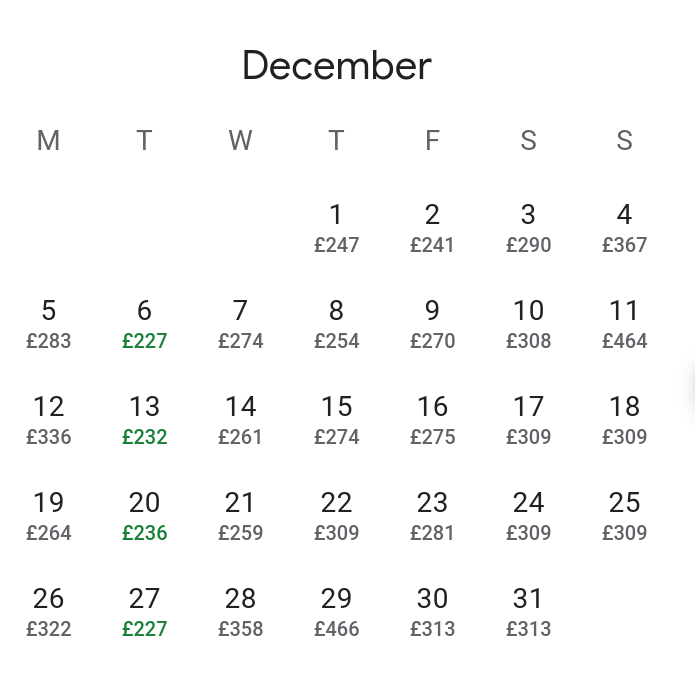 December
M T W T F S S
1 2 3 4
£247 £241 £290 £367
5 6 7 8 9 10 11
£283 £227 £274 £254 £270 £308 £464
12 13 14 15 16 17 18
£336 £232 £261 £274 £275 £309 £309
19 20 21 22 23 24 25
£264 £236 £259 £309 £281 £309 £309
26 27 28 29 30 31
£322 £227 £358 £466 £313 £313